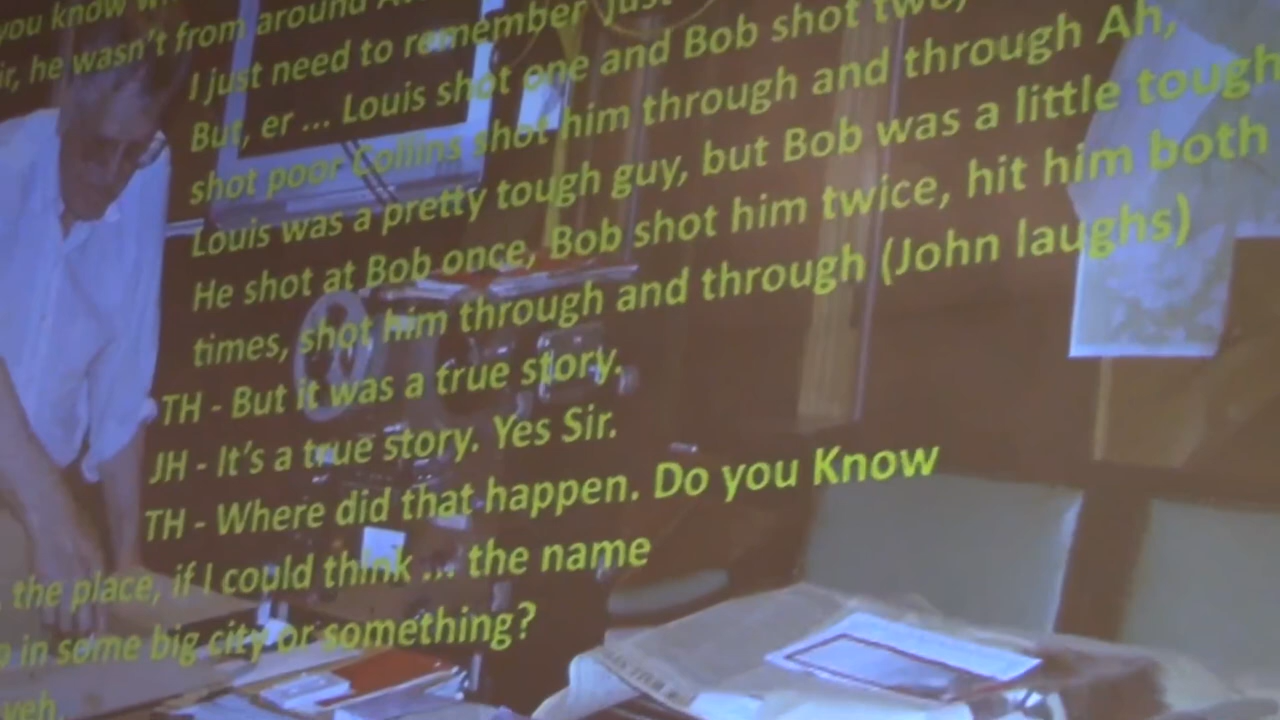 you know
ir, he wasn't from around
I just need to remember just
But, er ... Louis shot one and Bob shot two,
shot poor Collins shot him through and through Ah,
Louis was a pretty tough guy, but Bob was a little tough
He shot at Bob once, Bob shot him twice, hit him both
times, shot him through and through (John laughs)
TH - But it was a true story.
JH - It's a true story. Yes Sir.
TH - Where did that happen. Do you Know
the place, if I could think ... the name
in some big city or something?
yeh